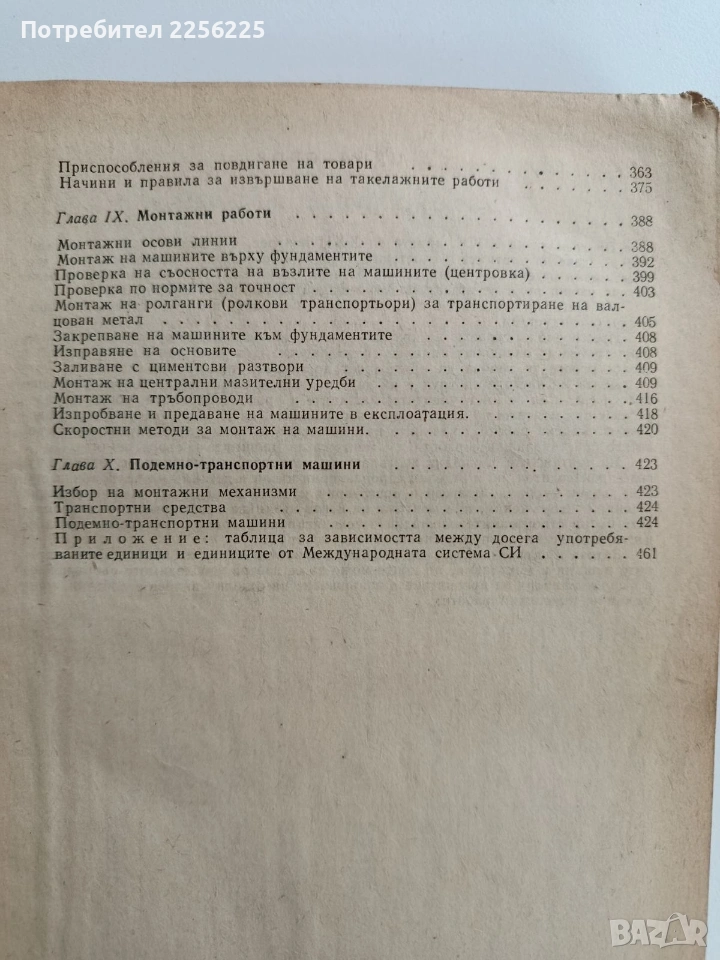 Потребител 2256225
Приспособления за повдигане на товари . . . . . . . . . . . 363
Начини и правила за извършване на такелажните работи . . . . . . 375
Глава IX. Монтажни работи . . . . . . . . . . . . . . . . 388
Монтажни осови линии . . . . . . . . . . . . . . . . . 388
Монтаж на машините върху фундаментите . . . . . . . . . . . 392
Проверка на съосността на възлите на машините (центровка) . . . . . 399
Проверка по нормите за точност . . . . . . . . . . . . . . 403
Монтаж на ролганги (ролкови транспортьори) за транспортиране на вал-
цован метал . . . . . . . . . . . . . . . . . . . . . 405
Закрепване на машините към фундаментите . . . . . . . . . . . 408
Изправяне на основите . . . . . . . . . . . . . . . . . 408
Заливане с циментови разтвори . . . . . . . . . . . . . . 409
Монтаж на централни мазителни уредби . . . . . . . . . . . . 409
Монтаж на тръбопроводи . . . . . . . . . . . . . . . . 416
Изпробване и предаване на машините в експлоатация. . . . . . . . 418
Скоростни методи за монтаж на машини. . . . . . . . . . . . 420
Глава X. Подемно-транспортни машини . . . . . . . . . . . . 423
Избор на монтажни механизми . . . . . . . . . . . . . . . 423
Транспортни средства . . . . . . . . . . . . . . . . . 424
Подемно-транспортни машини . . . . . . . . . . . . . . . 424
Приложение: таблица за зависимостта между досега употребя-
ваните единици и единиците от Международната система СИ . . . . . . 461
BAZAR